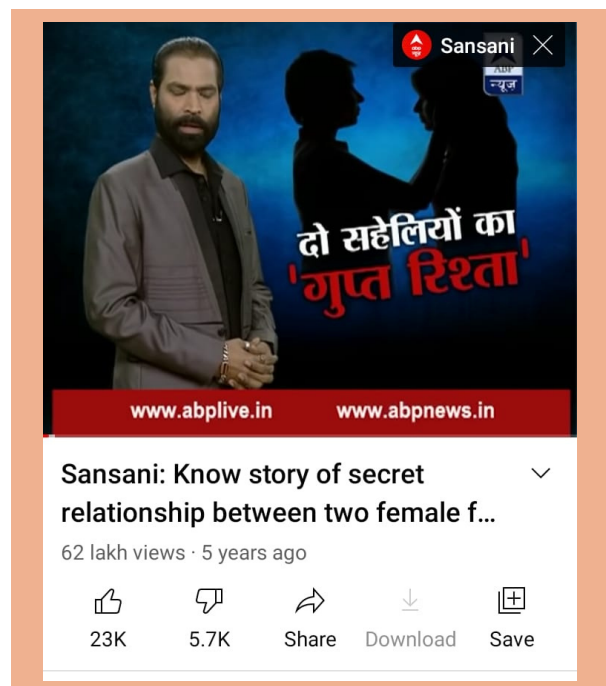 Sansani
abp
ABP
न्यूज़
दो सहेलियों का
'गुप्त रिश्ता'
www.abplive.in www.abpnews.in
Sansani: Know story of secret
relationship between two female f...
62 lakh views · 5 years ago
23K 5.7K Share Download Save